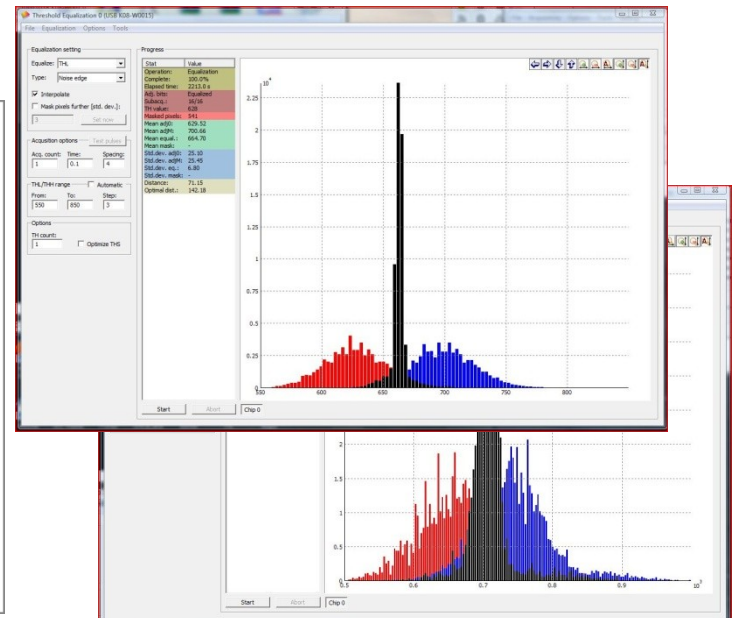 Threshold Equalization 0 (USB K08-W0015)
File Equalization Options Tools
Equalization setting
Equalize: THL
Type: Noise edge
Interpolate
Mask pixels further [std. dev.]:
3 Set now
Acqusition options Test pulses
Acq. count: Time: Spacing:
1 0.1 4
THL/THH range Automatic
From: To: Step:
550 850 3
Options
TH count:
1 Optimize THS
Progress
Stat Value
Operation: Equalization
Complete: 100.0%
Elapsed time: 2213.0 s
Adj. bits: Equalized
Subacq.: 16/16
TH value: 628
Masked pixels: 541
Mean adj0: 629.52
Mean adjM: 700.66
Mean equal.: 664.70
Mean mask: -
Std.dev. adj0: 25.10
Std.dev. adjM: 25.45
Std.dev. eq.: 6.80
Std.dev. mask: -
Distance: 71.15
Optimal dist.: 142.18
10^4
2.25
2
1.75
1.5
1.25
1
0.75
0.5
0.25
0
550 600 650 700 750 800
Start Abort Chip 0
2
1.5
1
0.5
0
0.5 0.6 0.7 0.8 0.9 10
Start Abort Chip 0